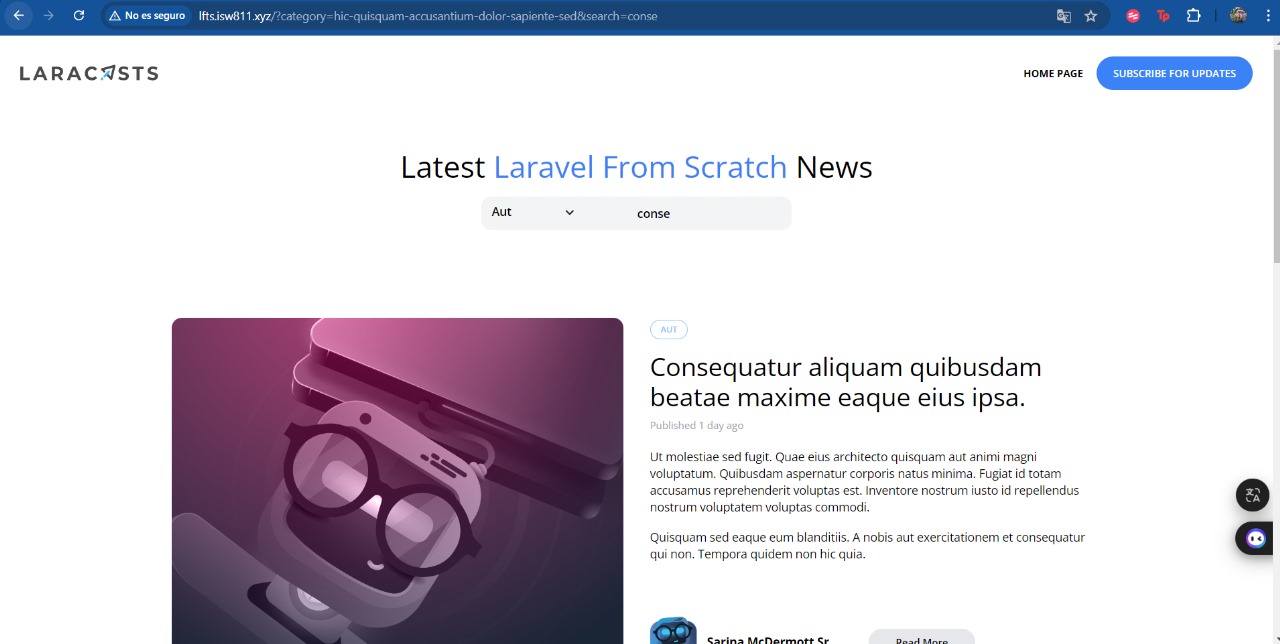 No es seguro
lfts.isw811.xyz/?category=hic-quisquam-accusantium-dolor-sapiente-sed&search=conse
LARACASTS
HOME PAGE
SUBSCRIBE FOR UPDATES
Latest Laravel From Scratch News
Aut
conse
AUT
Consequatur aliquam quibusdam
beatae maxime eaque eius ipsa.
Published 1 day ago
Ut molestiae sed fugit. Quae eius architecto quisquam aut animi magni
voluptatum. Quibusdam aspernatur corporis natus minima. Fugiat id totam
accusamus reprehenderit voluptas est. Inventore nostrum iusto id repellendus
nostrum voluptatem voluptas commodi.
Quisquam sed eaque eum blanditiis. A nobis aut exercitationem et consequatur
qui non. Tempora quidem non hic quia.
Sarina McDermott Sr.
Read More